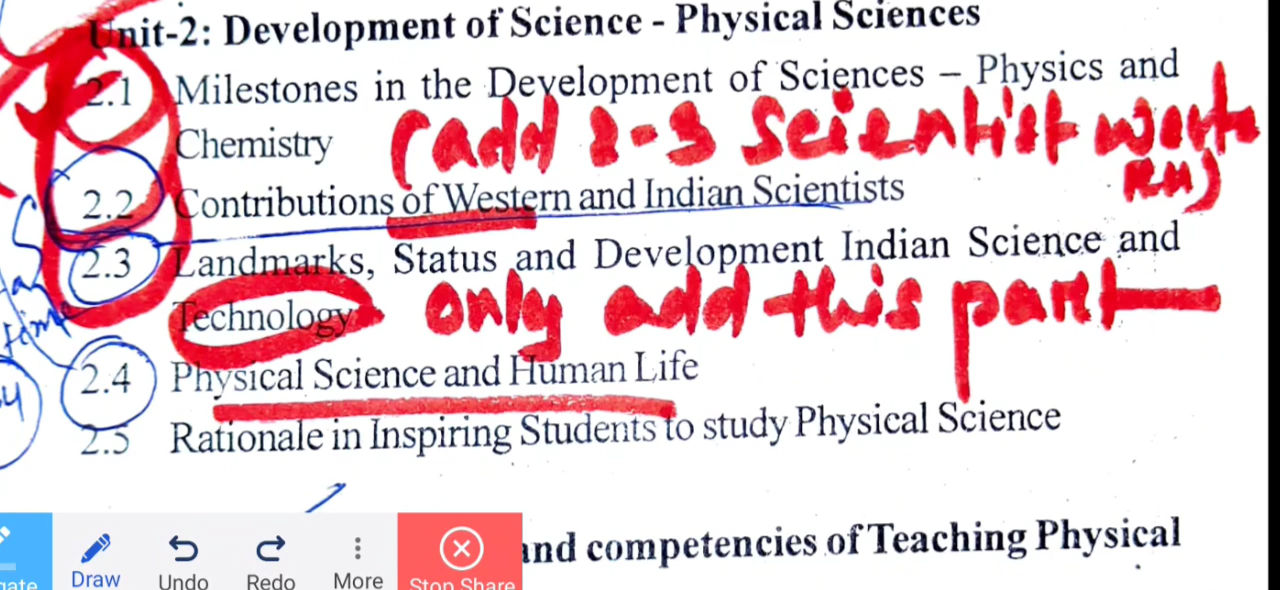 Unit-2: Development of Science - Physical Sciences
2.1 Milestones in the Development of Sciences – Physics and
Chemistry (add 2-3 scientist
2.2 Contributions of Western and Indian Scientists
2.3 Landmarks, Status and Development Indian Science and
Technology only add this part
time
2.4 Physical Science and Human Life
2.5 Rationale in Inspiring Students to study Physical Science
and competencies of Teaching Physical
Draw Undo Redo More Stop Share